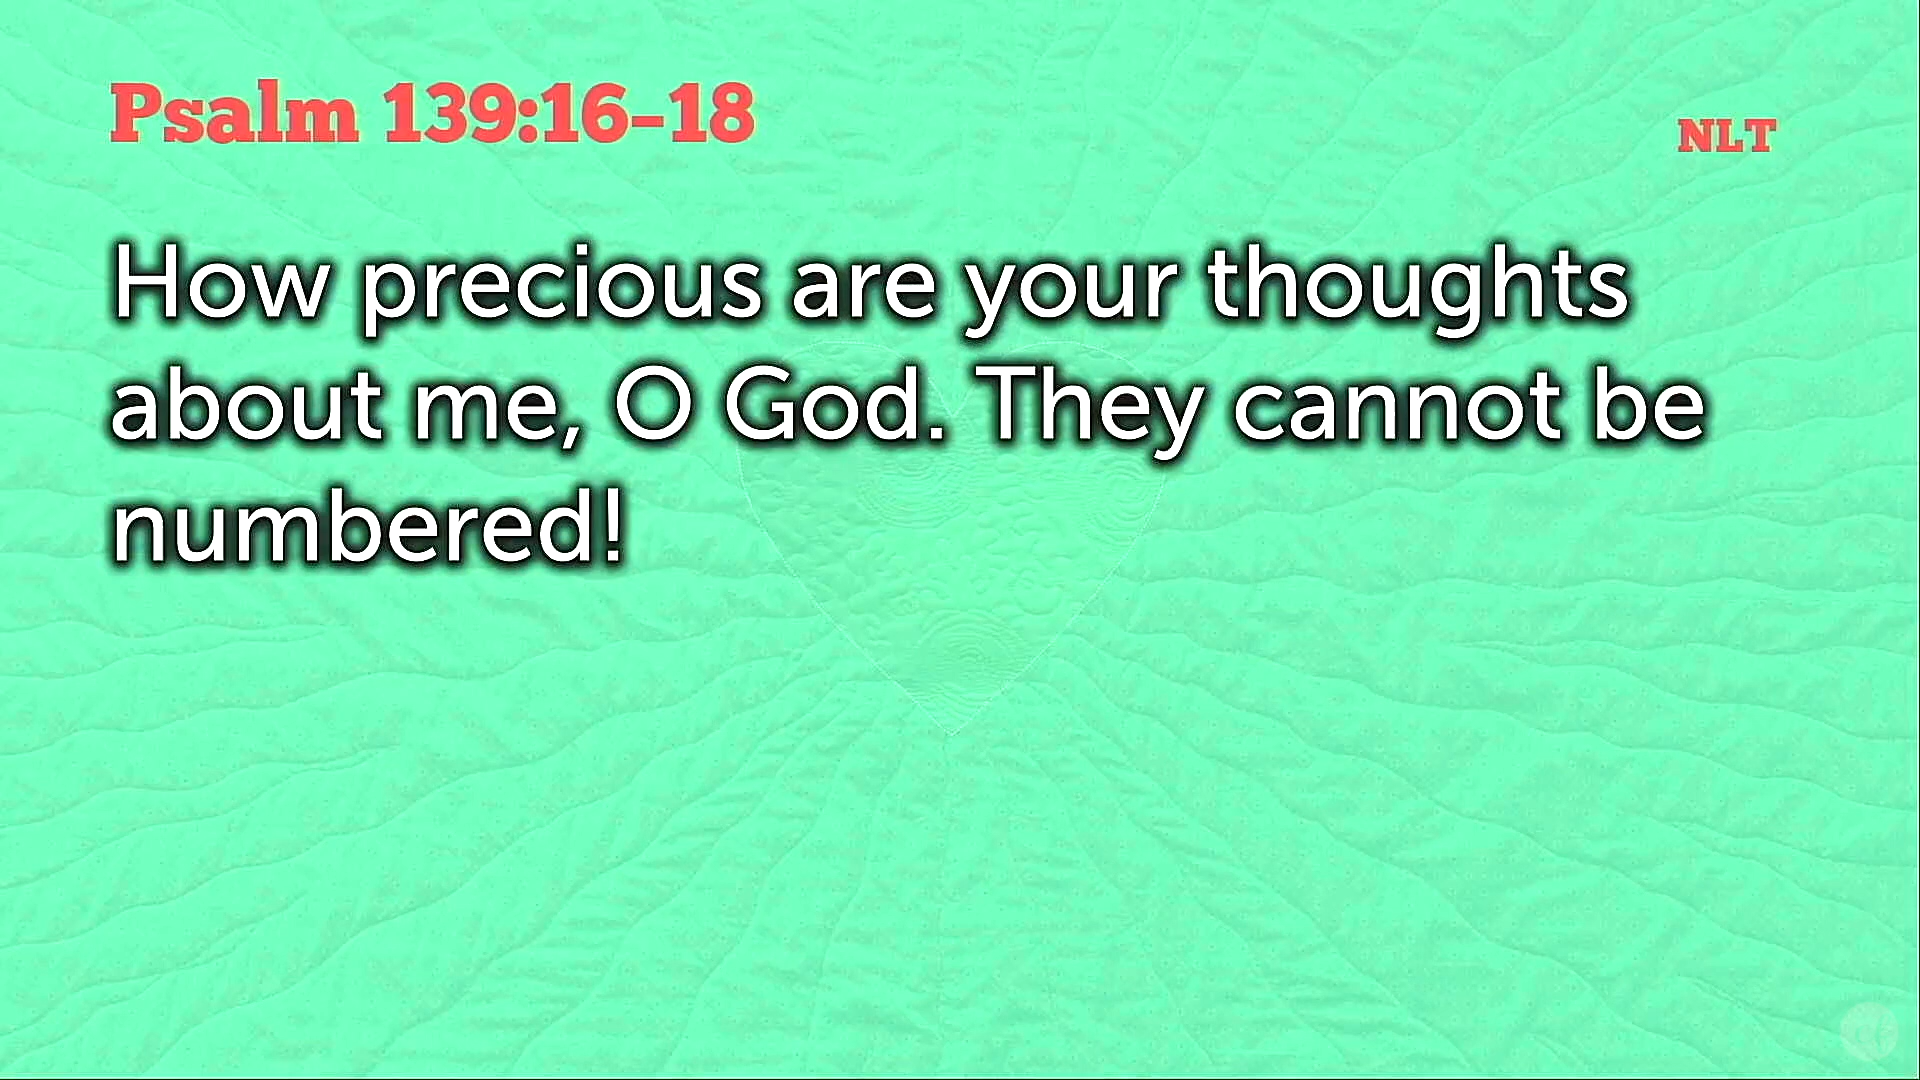 Psalm 139:16-18
NLT
How precious are your thoughts
about me, O God. They cannot be
numbered!